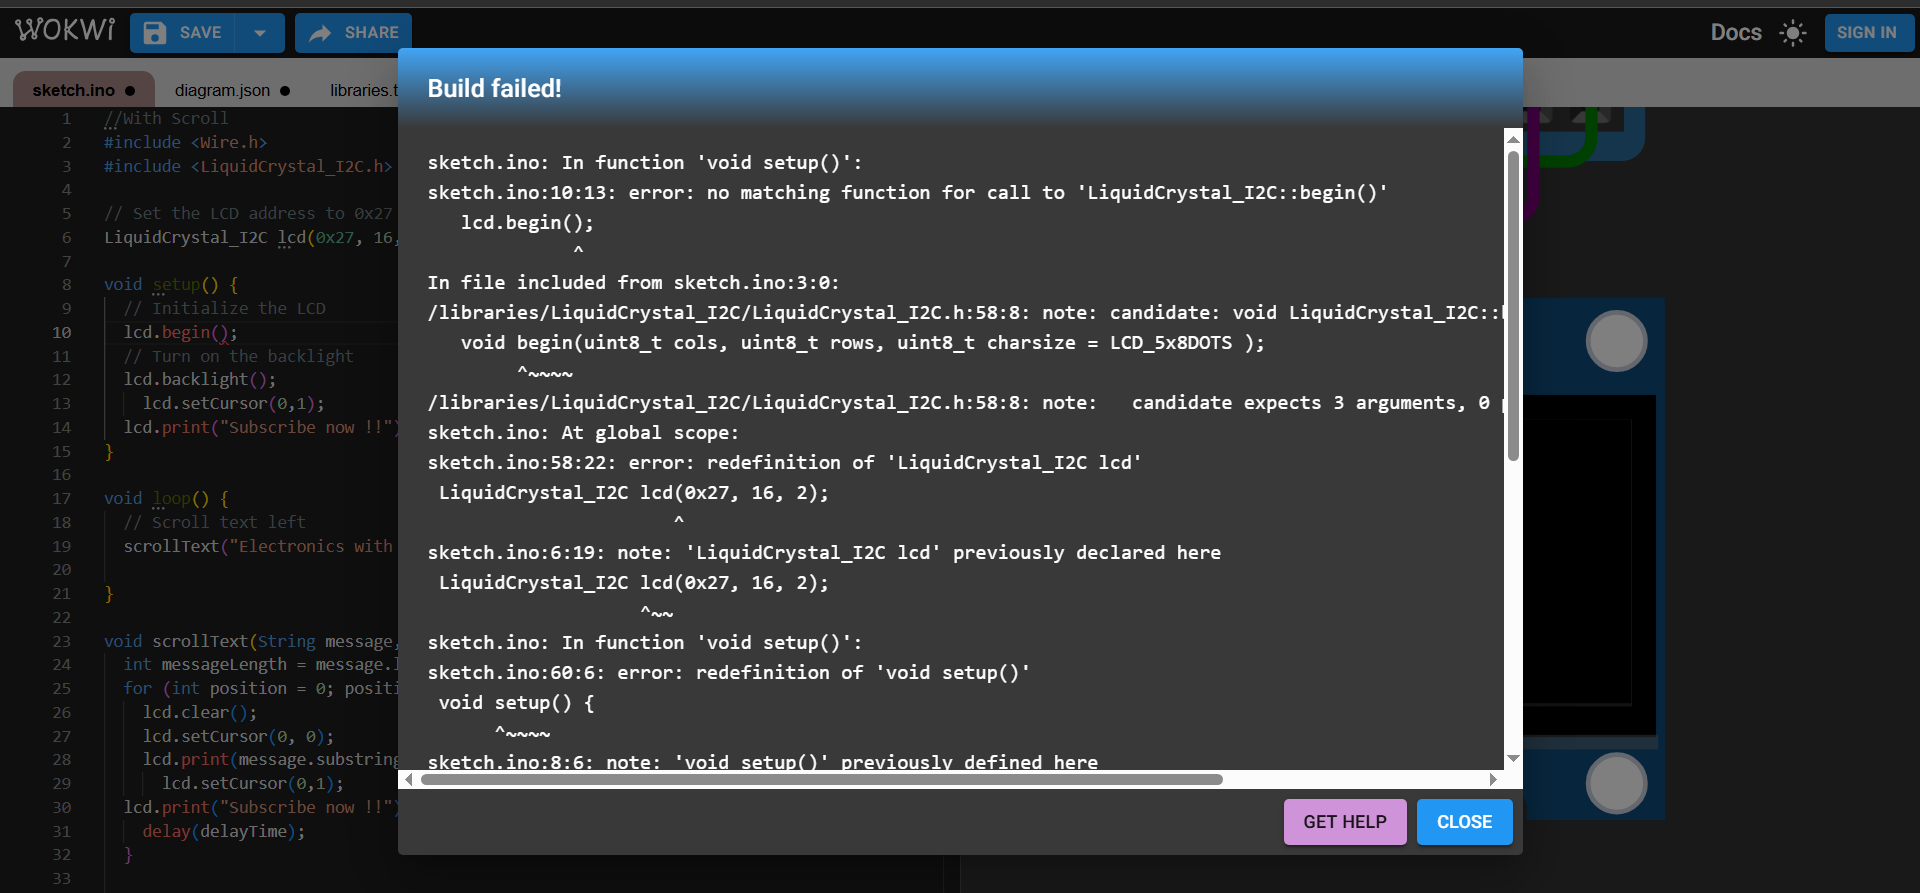 WOKWi SAVE SHARE Docs SIGN IN
sketch.ino ● diagram.json ● libraries.t
Build failed!
1 //With Scroll
2 #include <Wire.h>
3 #include <LiquidCrystal_I2C.h>
4
5 // Set the LCD address to 0x27
6 LiquidCrystal_I2C lcd(0x27, 16,
7
8 void setup() {
9 // Initialize the LCD
10 lcd.begin();
11 // Turn on the backlight
12 lcd.backlight();
13 lcd.setCursor(0,1);
14 lcd.print("Subscribe now !!")
15 }
16
17 void loop() {
18 // Scroll text left
19 scrollText("Electronics with
20
21 }
22
23 void scrollText(String message,
24 int messageLength = message.l
25 for (int position = 0; positi
26 lcd.clear();
27 lcd.setCursor(0, 0);
28 lcd.print(message.substring
29 lcd.setCursor(0,1);
30 lcd.print("Subscribe now !!")
31 delay(delayTime);
32 }
33
sketch.ino: In function 'void setup()':
sketch.ino:10:13: error: no matching function for call to 'LiquidCrystal_I2C::begin()'
lcd.begin();
^
In file included from sketch.ino:3:0:
/libraries/LiquidCrystal_I2C/LiquidCrystal_I2C.h:58:8: note: candidate: void LiquidCrystal_I2C::
void begin(uint8_t cols, uint8_t rows, uint8_t charsize = LCD_5x8DOTS );
^~~~~
/libraries/LiquidCrystal_I2C/LiquidCrystal_I2C.h:58:8: note: candidate expects 3 arguments, 0
sketch.ino: At global scope:
sketch.ino:58:22: error: redefinition of 'LiquidCrystal_I2C lcd'
LiquidCrystal_I2C lcd(0x27, 16, 2);
^
sketch.ino:6:19: note: 'LiquidCrystal_I2C lcd' previously declared here
LiquidCrystal_I2C lcd(0x27, 16, 2);
^~~
sketch.ino: In function 'void setup()':
sketch.ino:60:6: error: redefinition of 'void setup()'
void setup() {
^~~~~
sketch.ino:8:6: note: 'void setup()' previously defined here
GET HELP CLOSE